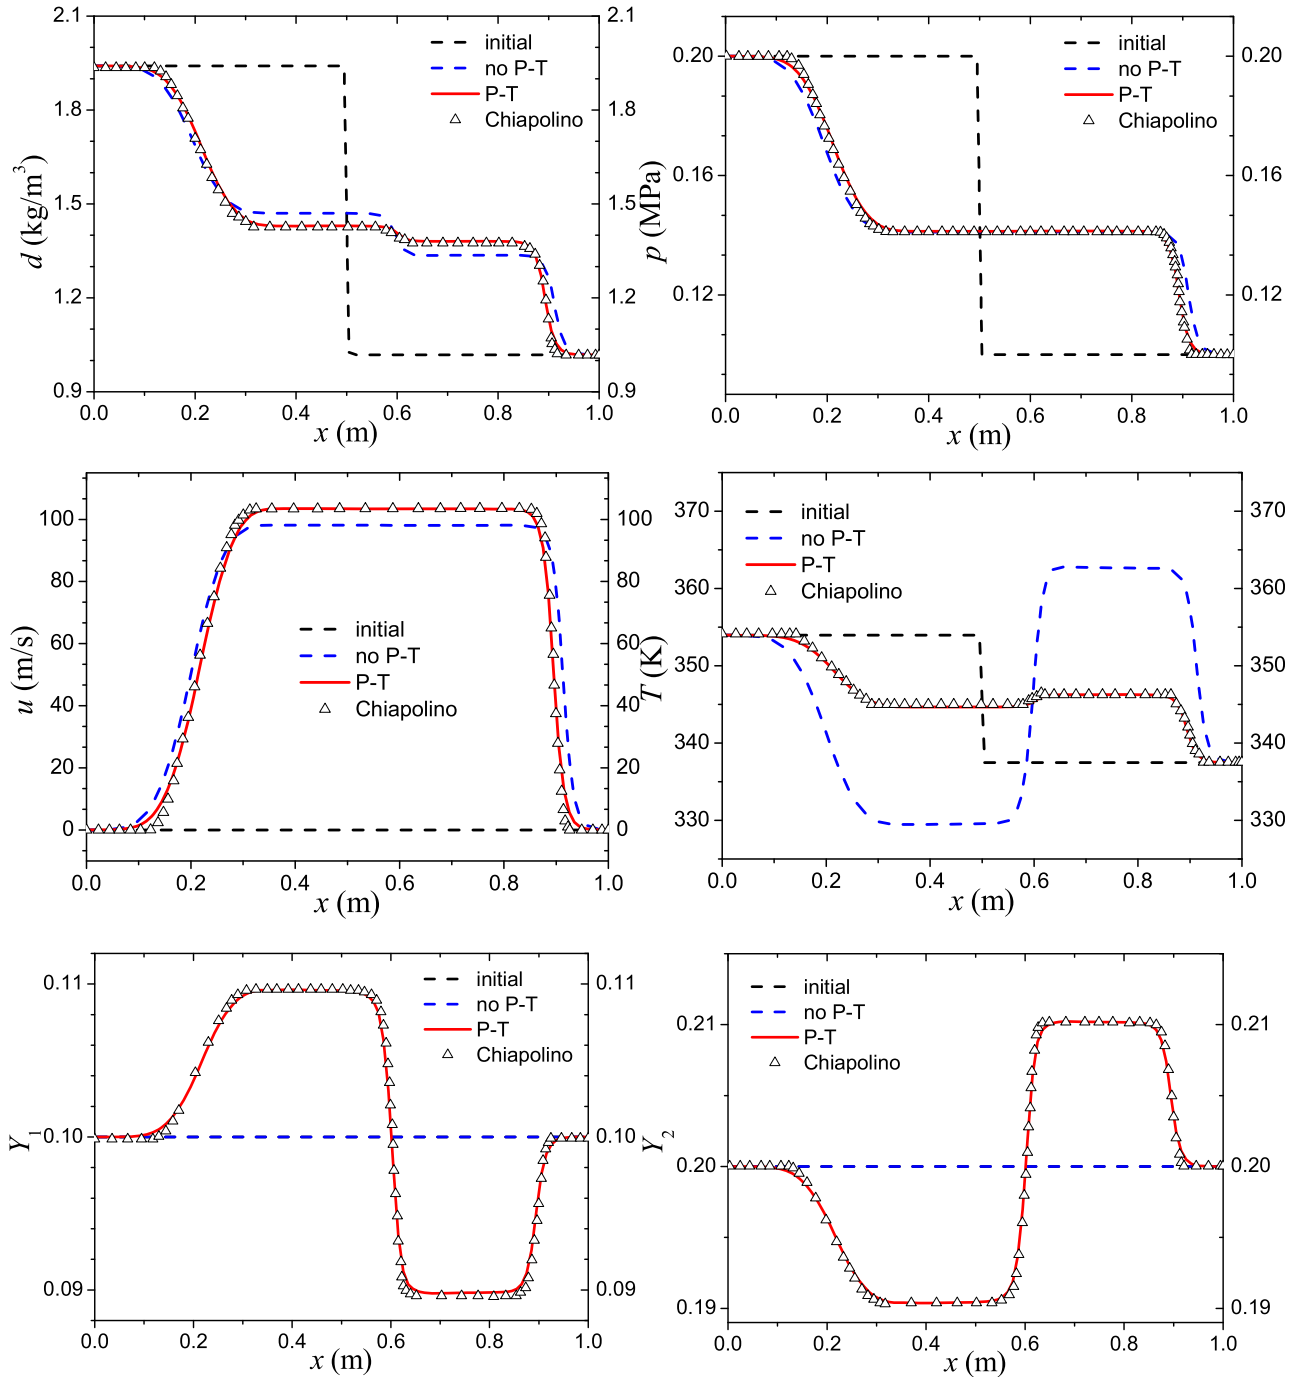 2.1
1.8
1.5
1.2
0.9
d (kg/m³)
initial
no P-T
P-T
Chiapolino
2.1
1.8
1.5
1.2
0.9
0.0 0.2 0.4 0.6 0.8 1.0
x (m)
0.20
0.16
0.12
p (MPa)
initial
no P-T
P-T
Chiapolino
0.20
0.16
0.12
0.0 0.2 0.4 0.6 0.8 1.0
x (m)
100
80
60
40
20
0
u (m/s)
initial
no P-T
P-T
Chiapolino
100
80
60
40
20
0
0.0 0.2 0.4 0.6 0.8 1.0
x (m)
370
360
350
340
330
T (K)
initial
no P-T
P-T
Chiapolino
370
360
350
340
330
0.0 0.2 0.4 0.6 0.8 1.0
x (m)
0.11
0.10
0.09
Y₁
initial
no P-T
P-T
Chiapolino
0.11
0.10
0.09
0.0 0.2 0.4 0.6 0.8 1.0
x (m)
0.21
0.20
0.19
Y₂
initial
no P-T
P-T
Chiapolino
0.21
0.20
0.19
0.0 0.2 0.4 0.6 0.8 1.0
x (m)